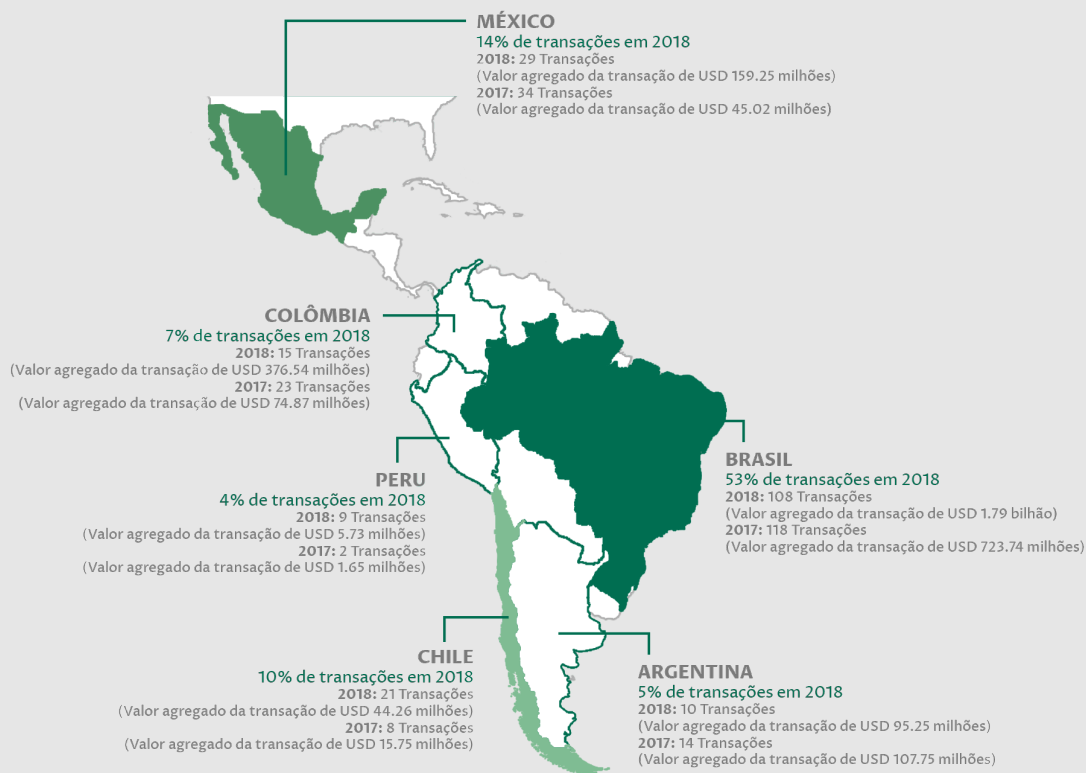 MÉXICO
14% de transações em 2018
2018: 29 Transações
(Valor agregado da transação de USD 159.25 milhões)
2017: 34 Transações
(Valor agregado da transação de USD 45.02 milhões)
COLÔMBIA
7% de transações em 2018
2018: 15 Transações
(Valor agregado da transação de USD 376.54 milhões)
2017: 23 Transações
(Valor agregado da transação de USD 74.87 milhões)
PERU
4% de transações em 2018
2018: 9 Transações
(Valor agregado da transação de USD 5.73 milhões)
2017: 2 Transações
(Valor agregado da transação de USD 1.65 milhões)
BRASIL
53% de transações em 2018
2018: 108 Transações
(Valor agregado da transação de USD 1.79 bilhão)
2017: 118 Transações
(Valor agregado da transação de USD 723.74 milhões)
CHILE
10% de transações em 2018
2018: 21 Transações
(Valor agregado da transação de USD 44.26 milhões)
2017: 8 Transações
(Valor agregado da transação de USD 15.75 milhões)
ARGENTINA
5% de transações em 2018
2018: 10 Transações
(Valor agregado da transação de USD 95.25 milhões)
2017: 14 Transações
(Valor agregado da transação de USD 107.75 milhões)